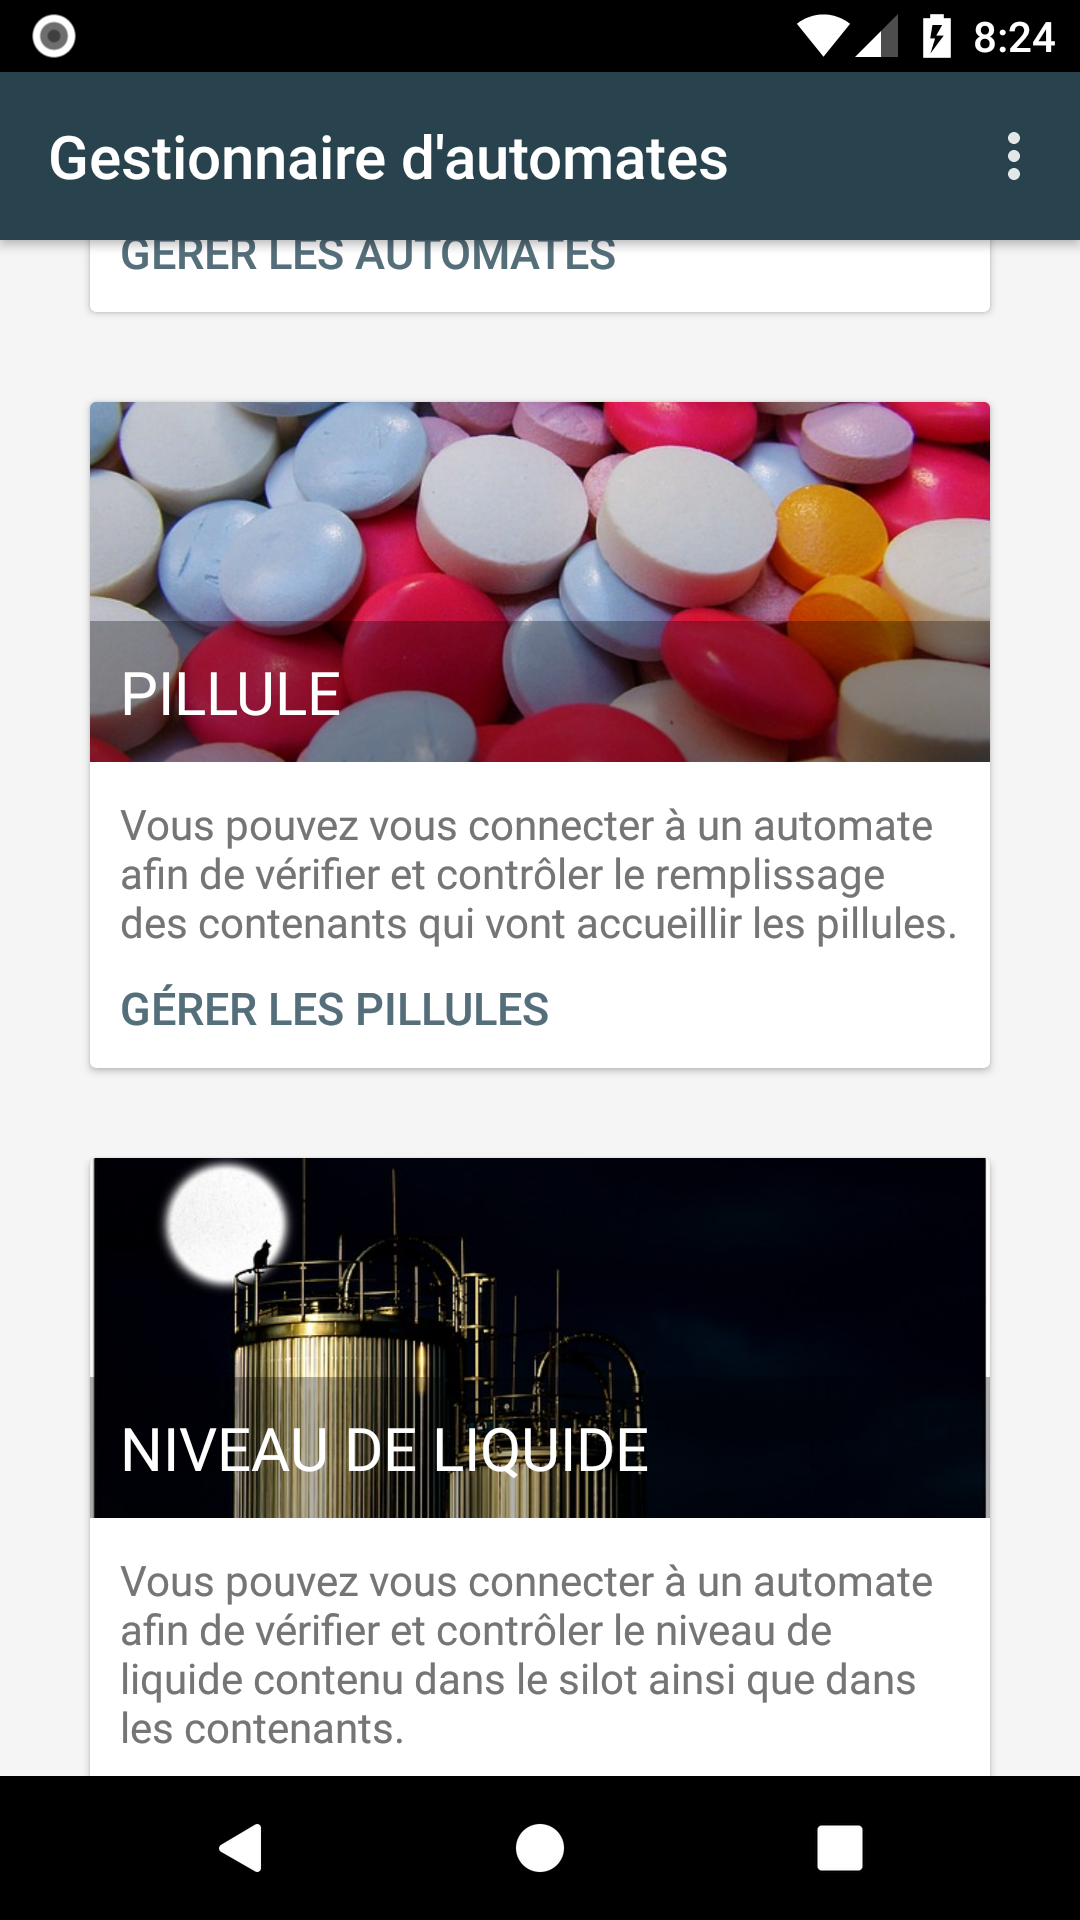 8:24
Gestionnaire d'automates
GÉRER LES AUTOMATES
PILLULE
Vous pouvez vous connecter à un automate
afin de vérifier et contrôler le remplissage
des contenants qui vont accueillir les pillules.
GÉRER LES PILLULES
NIVEAU DE LIQUIDE
Vous pouvez vous connecter à un automate
afin de vérifier et contrôler le niveau de
liquide contenu dans le silot ainsi que dans
les contenants.